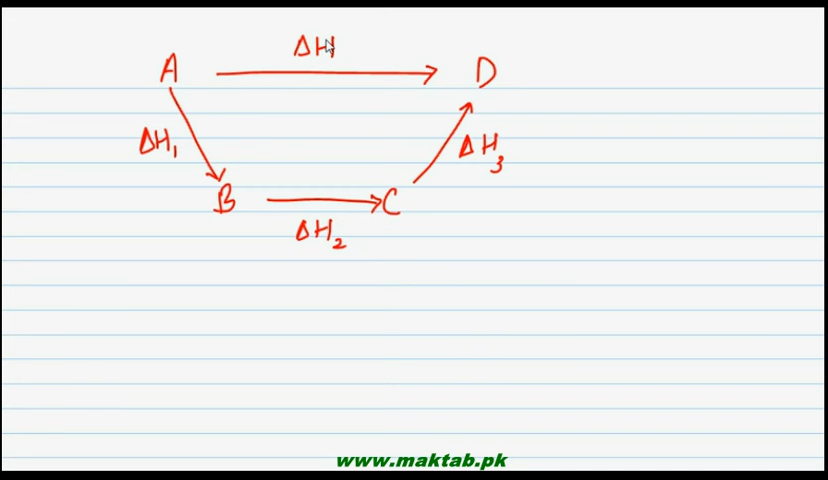 ΔH
A D
ΔH₁ ΔH₃
B C
ΔH₂
www.maktab.pk